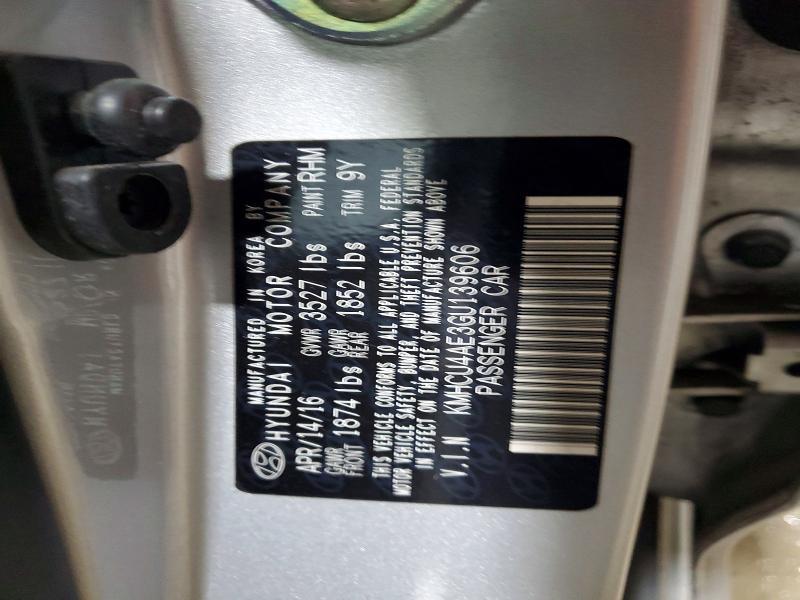 MANUFACTURED IN KOREA BY
HYUNDAI MOTOR COMPANY
APR/14/16 GVWR 3527 lbs PAINT RHM
GAWR FRONT 1874 lbs GAWR REAR 1852 lbs TRIM 9Y
THIS VEHICLE CONFORMS TO ALL APPLICABLE U.S.A. FEDERAL
MOTOR VEHICLE SAFETY, BUMPER, AND THEFT PREVENTION STANDARDS
IN EFFECT ON THE DATE OF MANUFACTURE SHOWN ABOVE
V.I.N KMHCU4AE3GU139606
PASSENGER CAR